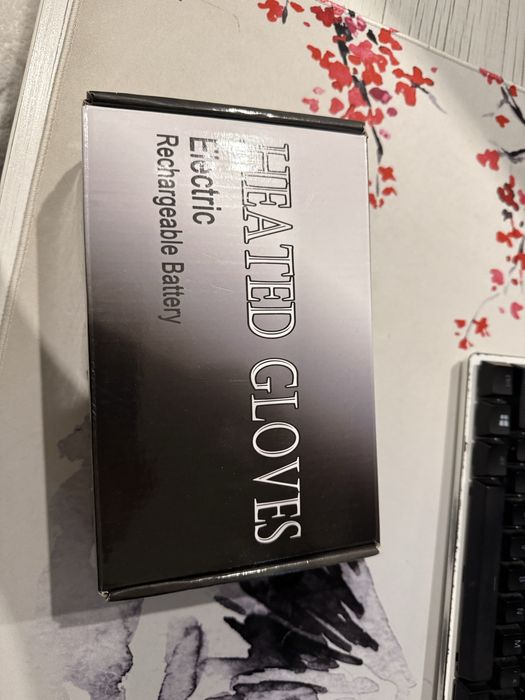 HEATED GLOVES
Electric
Rechargeable Battery